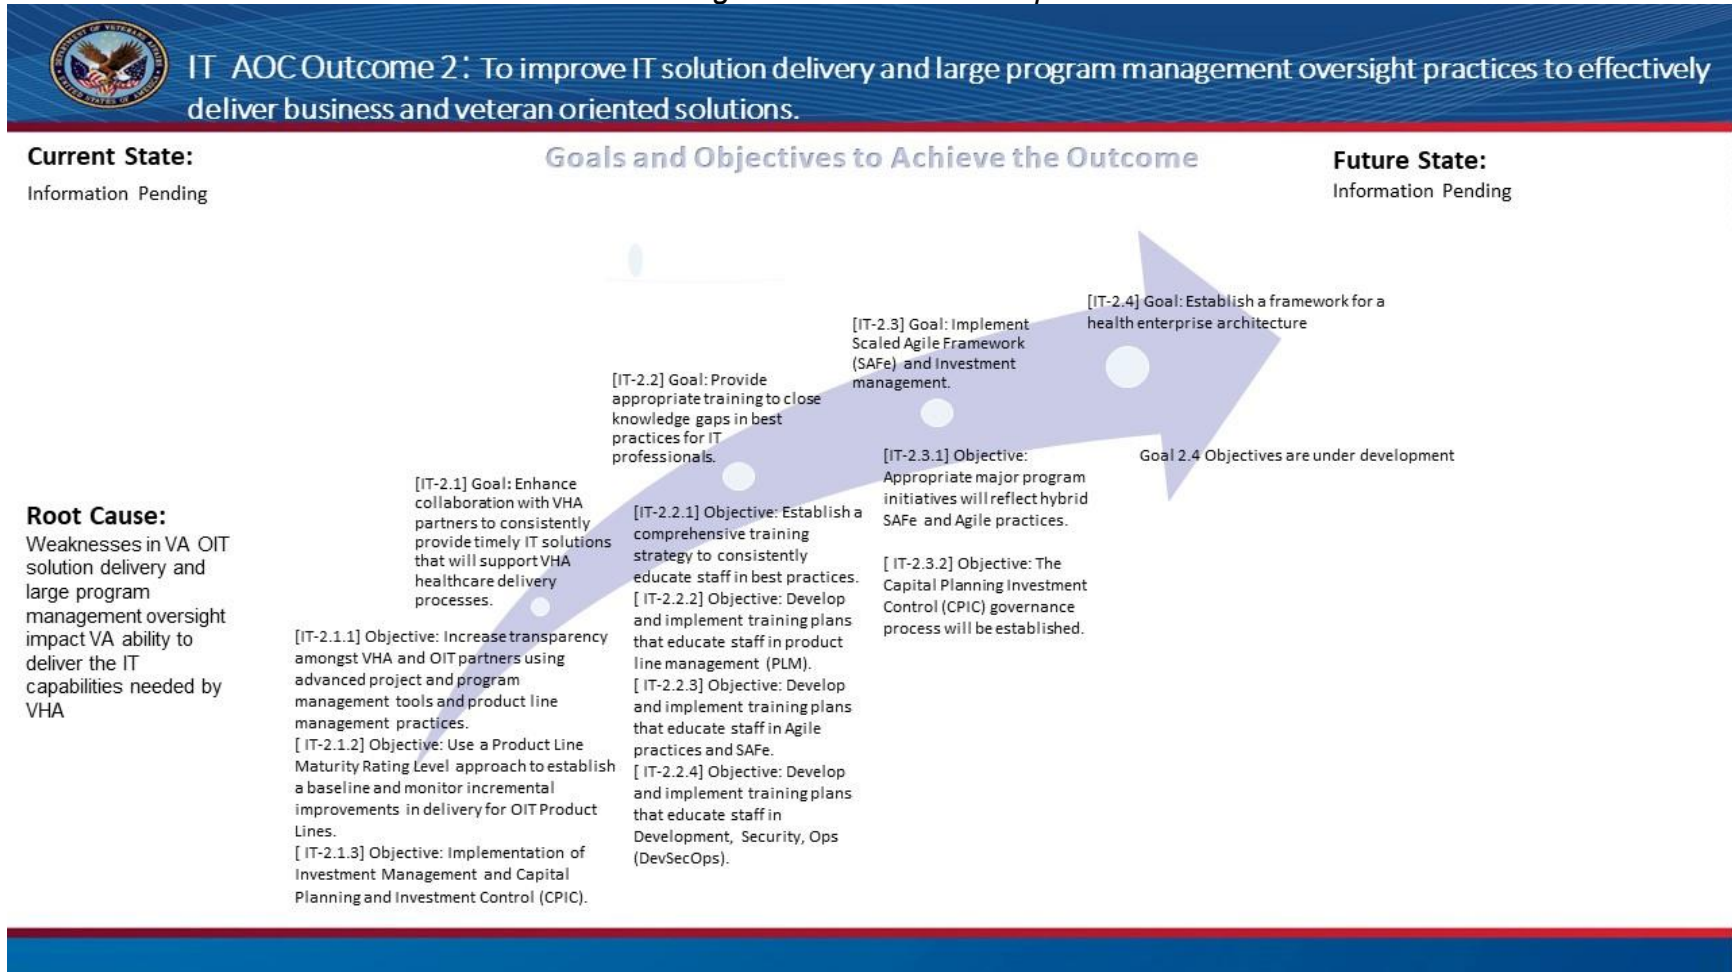 IT AOC Outcome 2: To improve IT solution delivery and large program management oversight practices to effectively
deliver business and veteran oriented solutions.
Current State:
Information Pending
Goals and Objectives to Achieve the Outcome
Future State:
Information Pending
Root Cause:
Weaknesses in VA OIT
solution delivery and
large program
management oversight
impact VA ability to
deliver the IT
capabilities needed by
VHA
[IT-2.1] Goal: Enhance
collaboration with VHA
partners to consistently
provide timely IT solutions
that will support VHA
healthcare delivery
processes.
[IT-2.1.1] Objective: Increase transparency
amongst VHA and OIT partners using
advanced project and program
management tools and product line
management practices.
[ IT-2.1.2] Objective: Use a Product Line
Maturity Rating Level approach to establish
a baseline and monitor incremental
improvements in delivery for OIT Product
Lines.
[ IT-2.1.3] Objective: Implementation of
Investment Management and Capital
Planning and Investment Control (CPIC).
[IT-2.2] Goal: Provide
appropriate training to close
knowledge gaps in best
practices for IT
professionals.
[IT-2.2.1] Objective: Establish a
comprehensive training
strategy to consistently
educate staff in best practices.
[ IT-2.2.2] Objective: Develop
and implement training plans
that educate staff in product
line management (PLM).
[ IT-2.2.3] Objective: Develop
and implement training plans
that educate staff in Agile
practices and SAFe.
[ IT-2.2.4] Objective: Develop
and implement training plans
that educate staff in
Development, Security, Ops
(DevSecOps).
[IT-2.3] Goal: Implement
Scaled Agile Framework
(SAFe) and Investment
management.
[IT-2.3.1] Objective:
Appropriate major program
initiatives will reflect hybrid
SAFe and Agile practices.
[ IT-2.3.2] Objective: The
Capital Planning Investment
Control (CPIC) governance
process will be established.
[IT-2.4] Goal: Establish a framework for a
health enterprise architecture
Goal 2.4 Objectives are under development